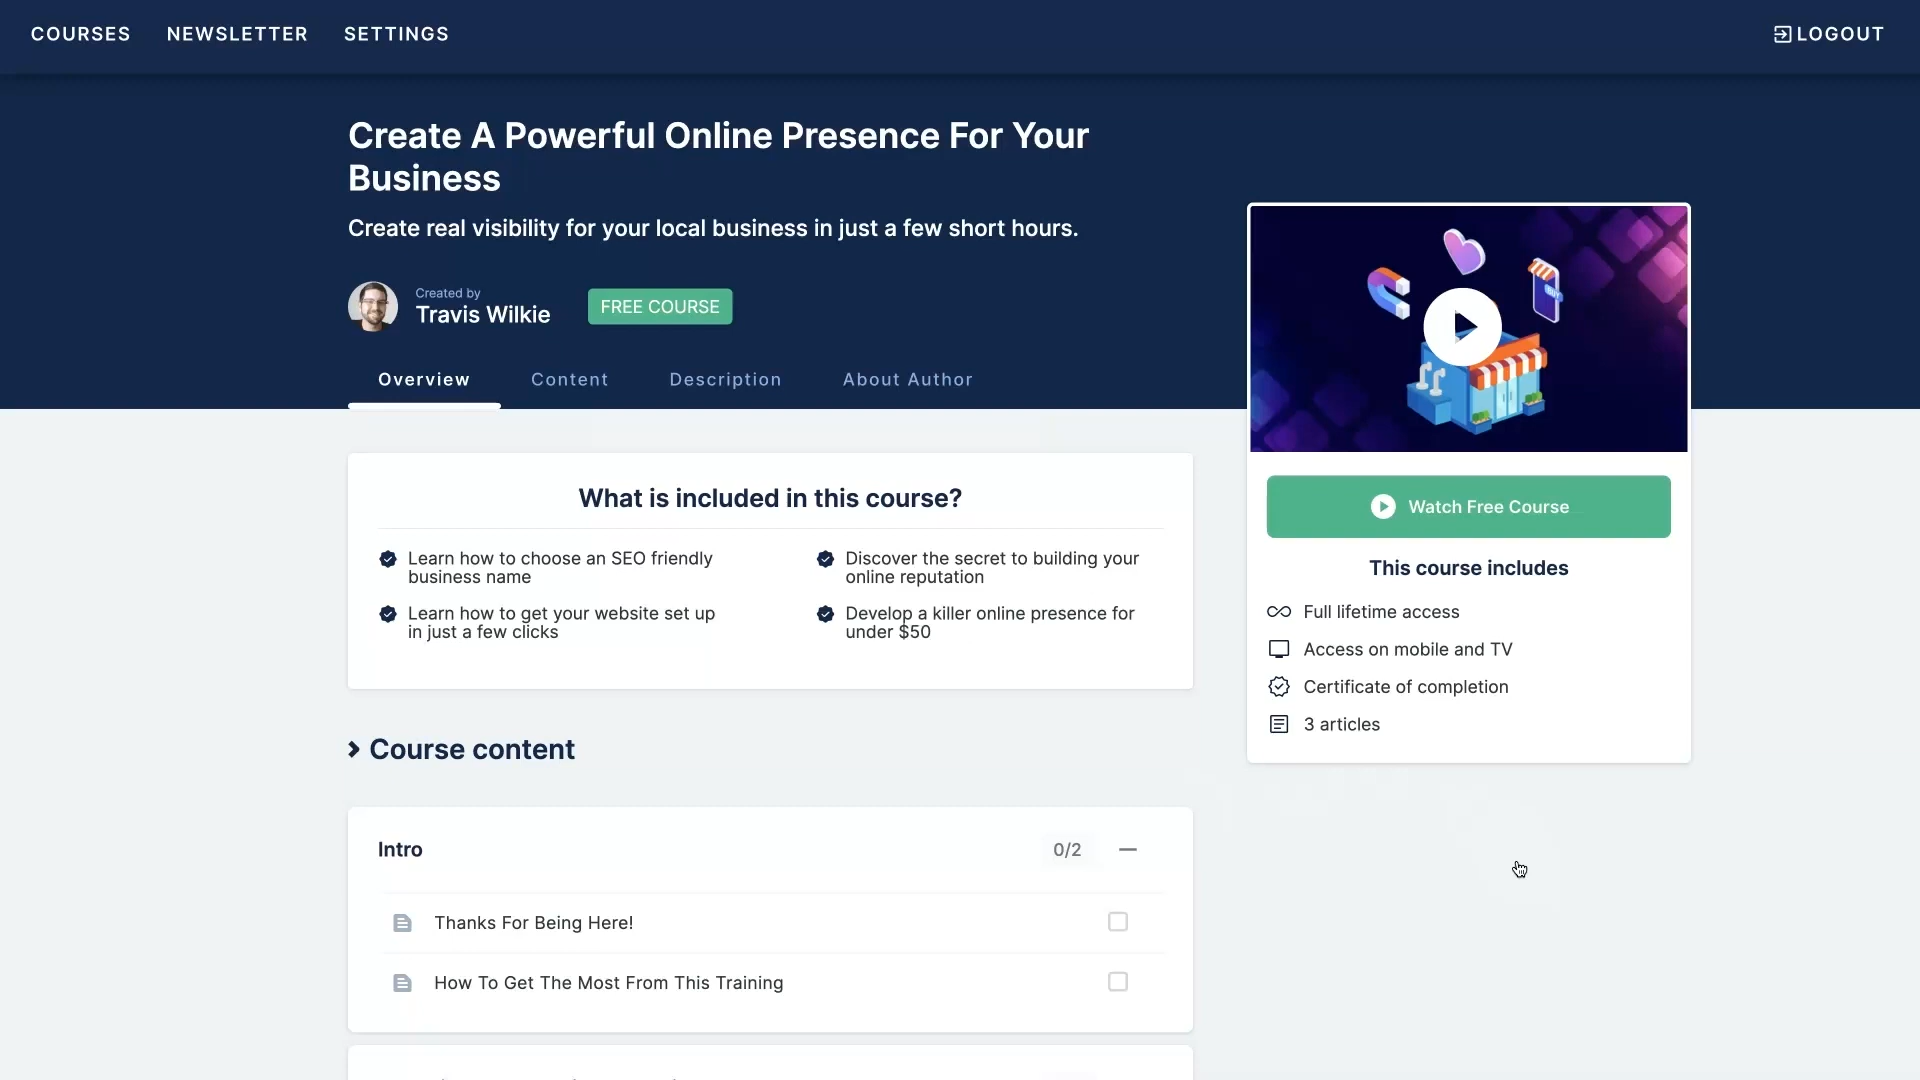 COURSES NEWSLETTER SETTINGS LOGOUT
Create A Powerful Online Presence For Your
Business
Create real visibility for your local business in just a few short hours.
Created by
Travis Wilkie
FREE COURSE
Overview Content Description About Author
BUY
What is included in this course?
Learn how to choose an SEO friendly
business name
Learn how to get your website set up
in just a few clicks
Discover the secret to building your
online reputation
Develop a killer online presence for
under $50
Watch Free Course
This course includes
Full lifetime access
Access on mobile and TV
Certificate of completion
3 articles
Course content
Intro 0/2
Thanks For Being Here!
How To Get The Most From This Training